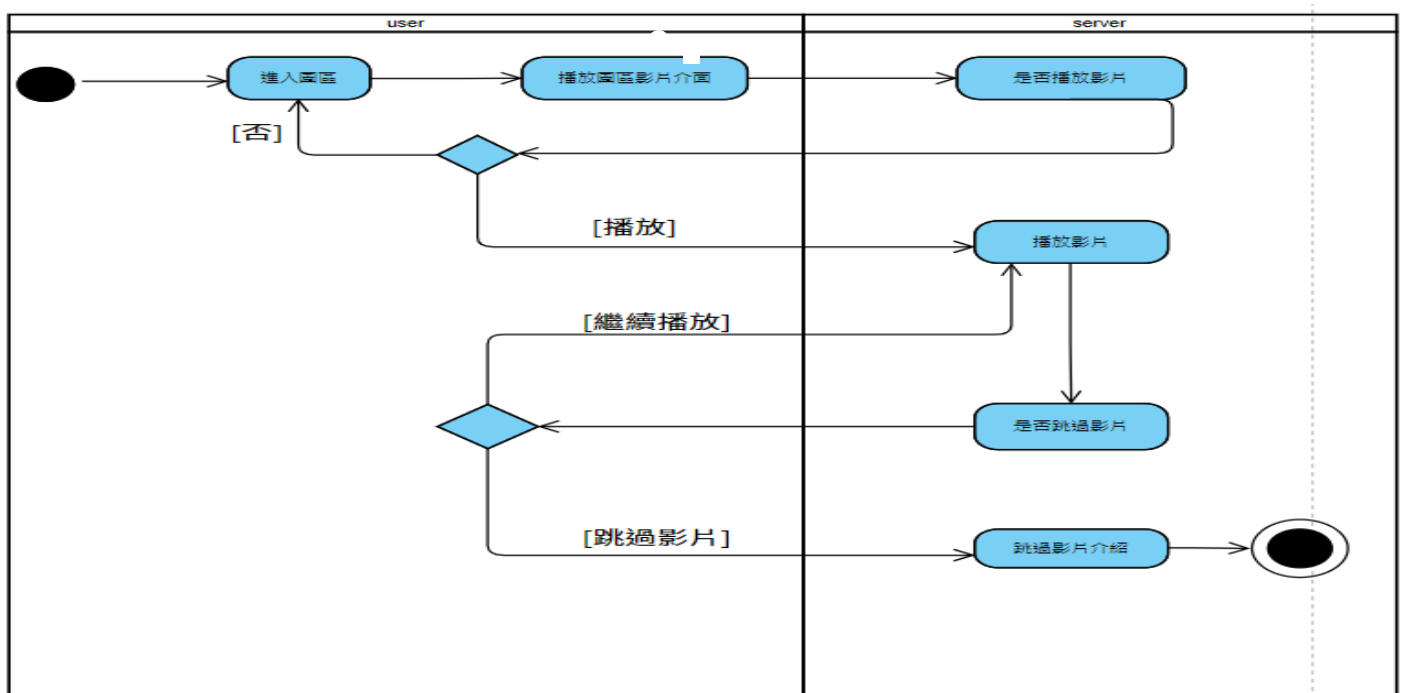 user
server
進入園區
播放園區影片介面
是否播放影片
[否]
[播放]
播放影片
[繼續播放]
是否跳過影片
[跳過影片]
跳過影片介紹